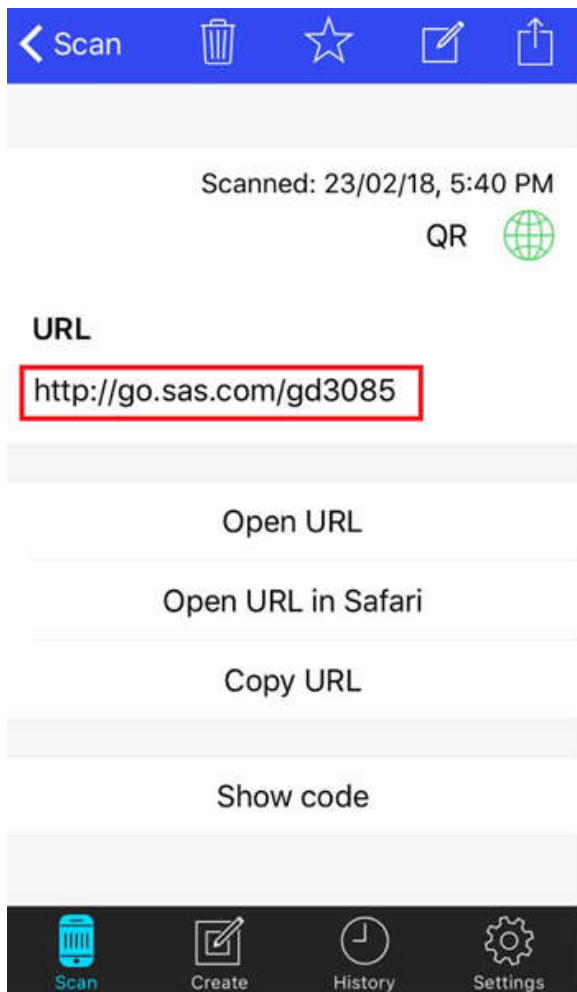 Scan
Scanned: 23/02/18, 5:40 PM
QR
URL
http://go.sas.com/gd3085
Open URL
Open URL in Safari
Copy URL
Show code
Scan Create History Settings